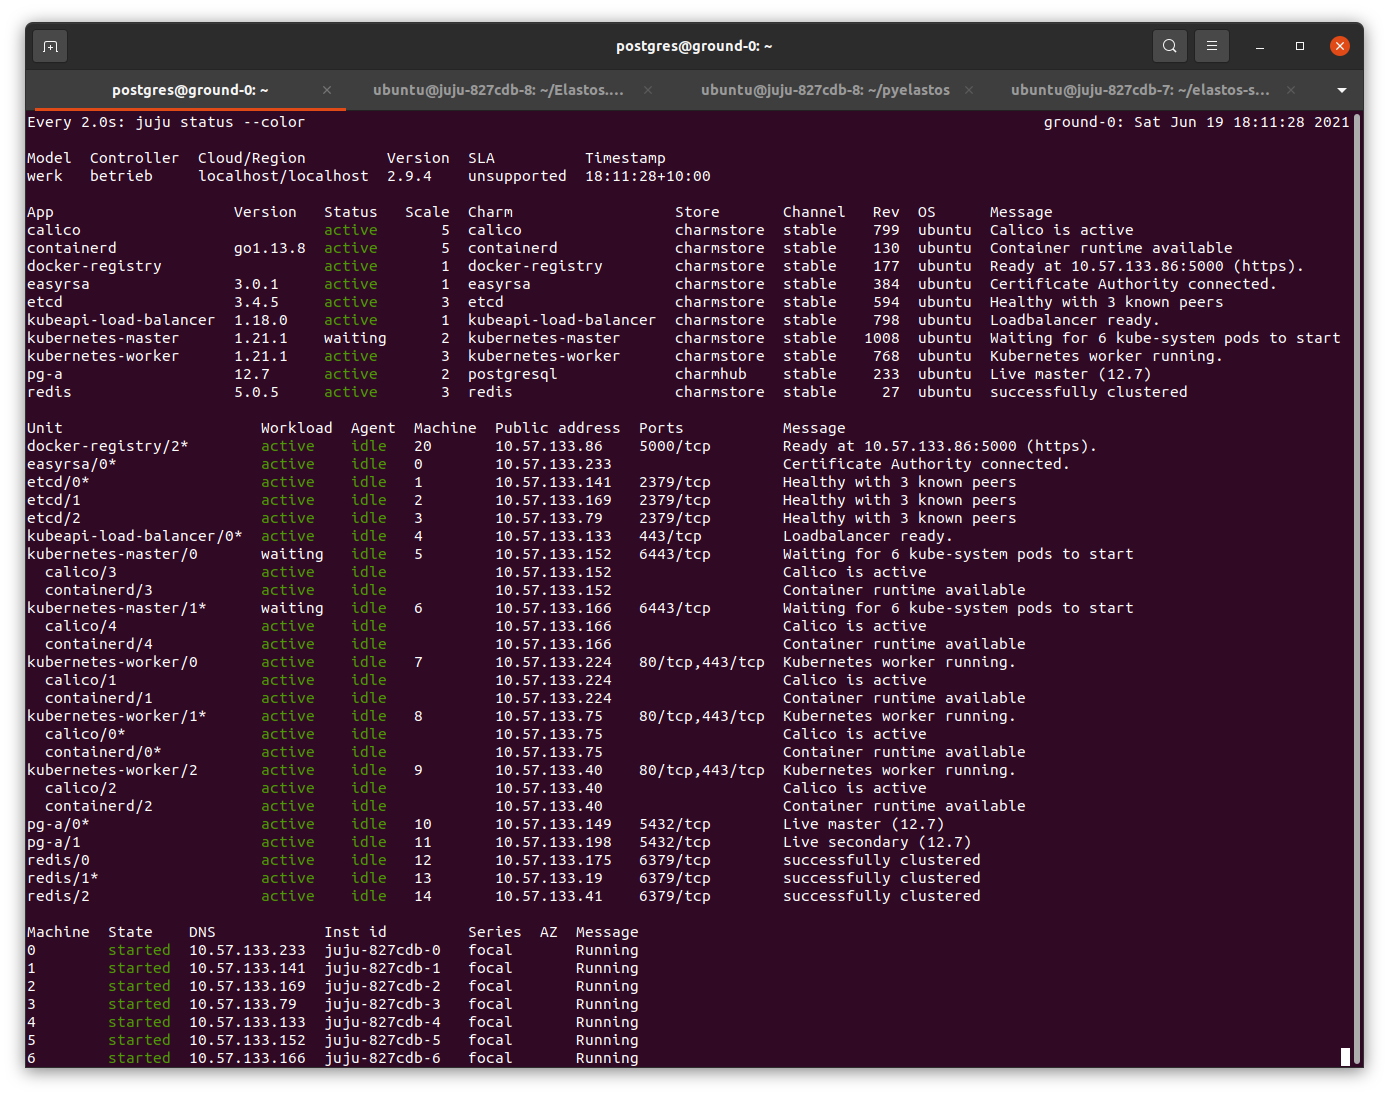 postgres@ground-0: ~
postgres@ground-0: ~ ubuntu@juju-827cdb-8: ~/Elastos.... ubuntu@juju-827cdb-8: ~/pyelastos ubuntu@juju-827cdb-7: ~/elastos-s...
Every 2.0s: juju status --color ground-0: Sat Jun 19 18:11:28 2021
Model Controller Cloud/Region Version SLA Timestamp
werk betrieb localhost/localhost 2.9.4 unsupported 18:11:28+10:00
App Version Status Scale Charm Store Channel Rev OS Message
calico active 5 calico charmstore stable 799 ubuntu Calico is active
containerd go1.13.8 active 5 containerd charmstore stable 130 ubuntu Container runtime available
docker-registry active 1 docker-registry charmstore stable 177 ubuntu Ready at 10.57.133.86:5000 (https).
easyrsa 3.0.1 active 1 easyrsa charmstore stable 384 ubuntu Certificate Authority connected.
etcd 3.4.5 active 3 etcd charmstore stable 594 ubuntu Healthy with 3 known peers
kubeapi-load-balancer 1.18.0 active 1 kubeapi-load-balancer charmstore stable 798 ubuntu Loadbalancer ready.
kubernetes-master 1.21.1 waiting 2 kubernetes-master charmstore stable 1008 ubuntu Waiting for 6 kube-system pods to start
kubernetes-worker 1.21.1 active 3 kubernetes-worker charmstore stable 768 ubuntu Kubernetes worker running.
pg-a 12.7 active 2 postgresql charmhub stable 233 ubuntu Live master (12.7)
redis 5.0.5 active 3 redis charmstore stable 27 ubuntu successfully clustered
Unit Workload Agent Machine Public address Ports Message
docker-registry/2* active idle 20 10.57.133.86 5000/tcp Ready at 10.57.133.86:5000 (https).
easyrsa/0* active idle 0 10.57.133.233 Certificate Authority connected.
etcd/0* active idle 1 10.57.133.141 2379/tcp Healthy with 3 known peers
etcd/1 active idle 2 10.57.133.169 2379/tcp Healthy with 3 known peers
etcd/2 active idle 3 10.57.133.79 2379/tcp Healthy with 3 known peers
kubeapi-load-balancer/0* active idle 4 10.57.133.133 443/tcp Loadbalancer ready.
kubernetes-master/0 waiting idle 5 10.57.133.152 6443/tcp Waiting for 6 kube-system pods to start
calico/3 active idle 10.57.133.152 Calico is active
containerd/3 active idle 10.57.133.152 Container runtime available
kubernetes-master/1* waiting idle 6 10.57.133.166 6443/tcp Waiting for 6 kube-system pods to start
calico/4 active idle 10.57.133.166 Calico is active
containerd/4 active idle 10.57.133.166 Container runtime available
kubernetes-worker/0 active idle 7 10.57.133.224 80/tcp,443/tcp Kubernetes worker running.
calico/1 active idle 10.57.133.224 Calico is active
containerd/1 active idle 10.57.133.224 Container runtime available
kubernetes-worker/1* active idle 8 10.57.133.75 80/tcp,443/tcp Kubernetes worker running.
calico/0* active idle 10.57.133.75 Calico is active
containerd/0* active idle 10.57.133.75 Container runtime available
kubernetes-worker/2 active idle 9 10.57.133.40 80/tcp,443/tcp Kubernetes worker running.
calico/2 active idle 10.57.133.40 Calico is active
containerd/2 active idle 10.57.133.40 Container runtime available
pg-a/0* active idle 10 10.57.133.149 5432/tcp Live master (12.7)
pg-a/1 active idle 11 10.57.133.198 5432/tcp Live secondary (12.7)
redis/0 active idle 12 10.57.133.175 6379/tcp successfully clustered
redis/1* active idle 13 10.57.133.19 6379/tcp successfully clustered
redis/2 active idle 14 10.57.133.41 6379/tcp successfully clustered
Machine State DNS Inst id Series AZ Message
0 started 10.57.133.233 juju-827cdb-0 focal Running
1 started 10.57.133.141 juju-827cdb-1 focal Running
2 started 10.57.133.169 juju-827cdb-2 focal Running
3 started 10.57.133.79 juju-827cdb-3 focal Running
4 started 10.57.133.133 juju-827cdb-4 focal Running
5 started 10.57.133.152 juju-827cdb-5 focal Running
6 started 10.57.133.166 juju-827cdb-6 focal Running